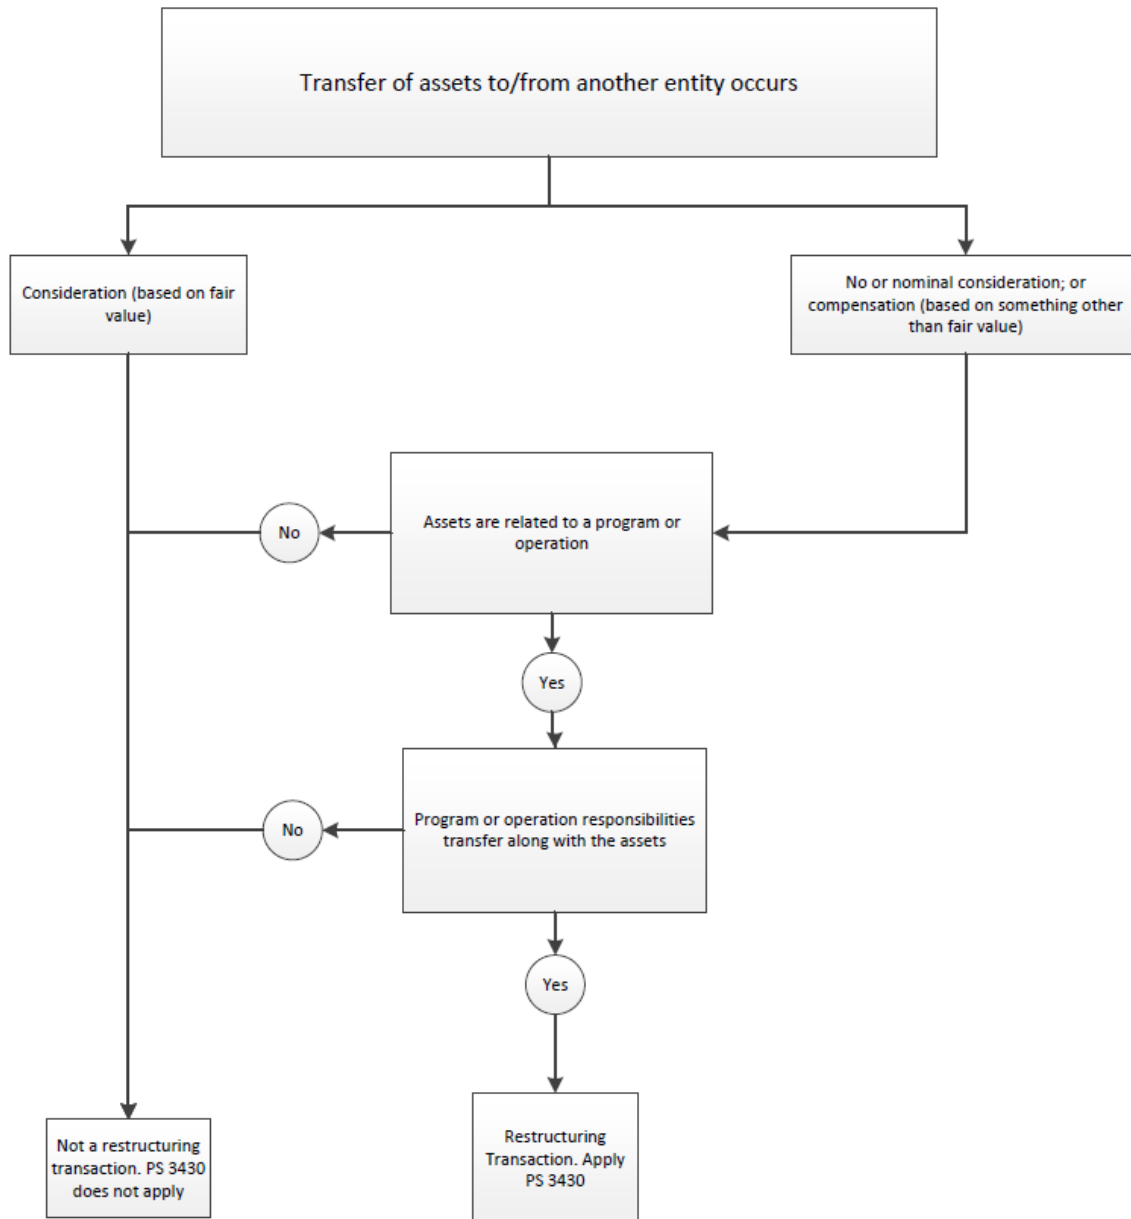 Transfer of assets to/from another entity occurs
Consideration (based on fair
value)
No or nominal consideration; or
compensation (based on something other
than fair value)
Assets are related to a program or
operation
No
Yes
Program or operation responsibilities
transfer along with the assets
No
Yes
Not a restructuring
transaction. PS 3430
does not apply
Restructuring
Transaction. Apply
PS 3430